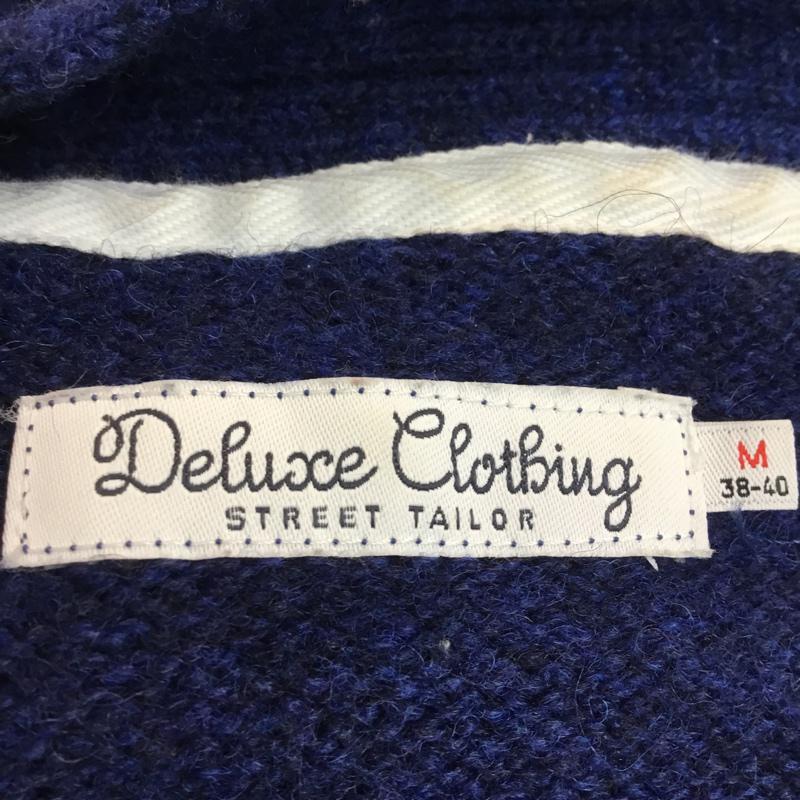 Deluxe Clothing
STREET TAILOR
M
38-40